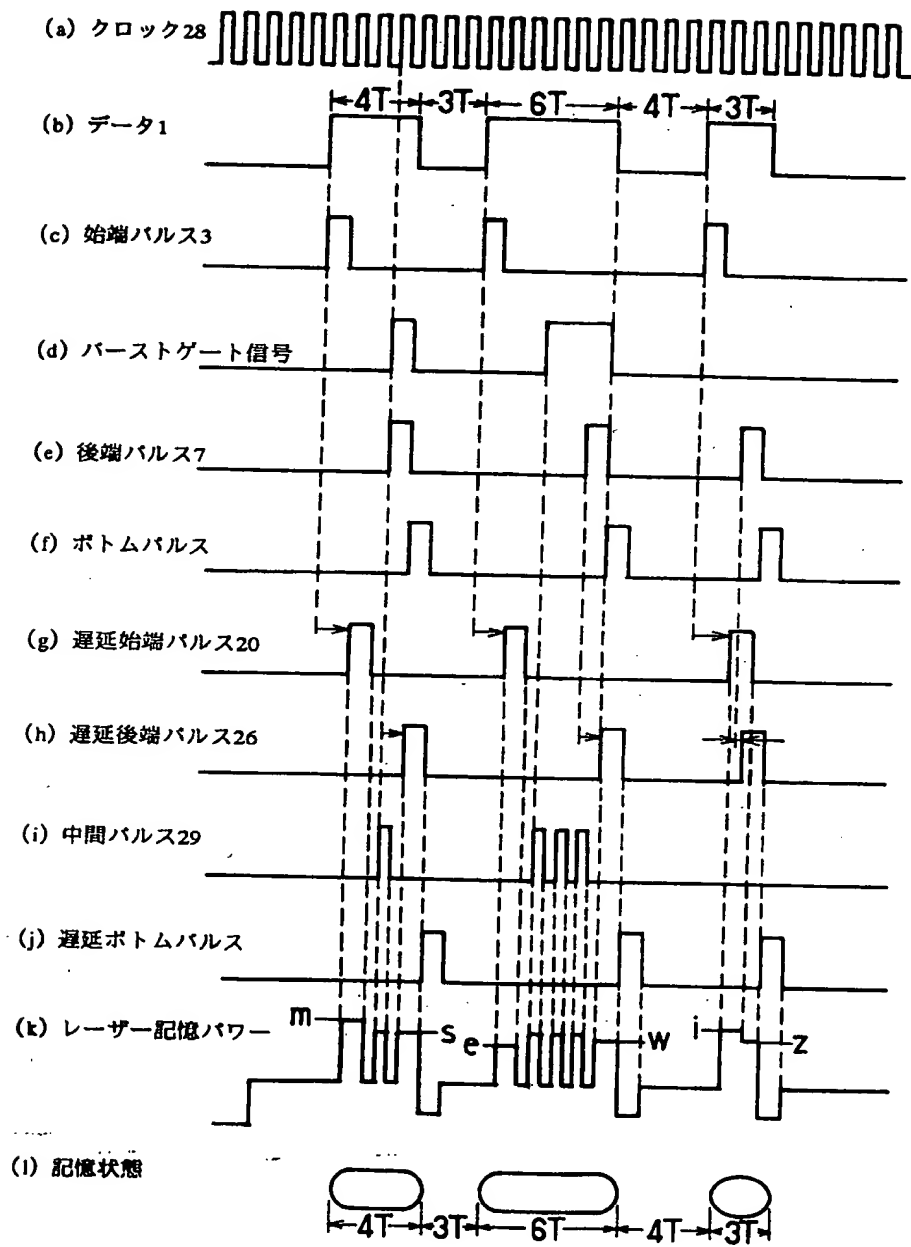 (a) クロック28
4T 3T 6T 4T 3T
(b) データ1
(c) 始端パルス3
(d) バーストゲート信号
(e) 後端パルス7
(f) ボトムパルス
(g) 遅延始端パルス20
(h) 遅延後端パルス26
(i) 中間パルス29
(j) 遅延ボトムパルス
(k) レーザー記憶パワー
m s e w i z
(l) 記憶状態
4T 3T 6T 4T 3T